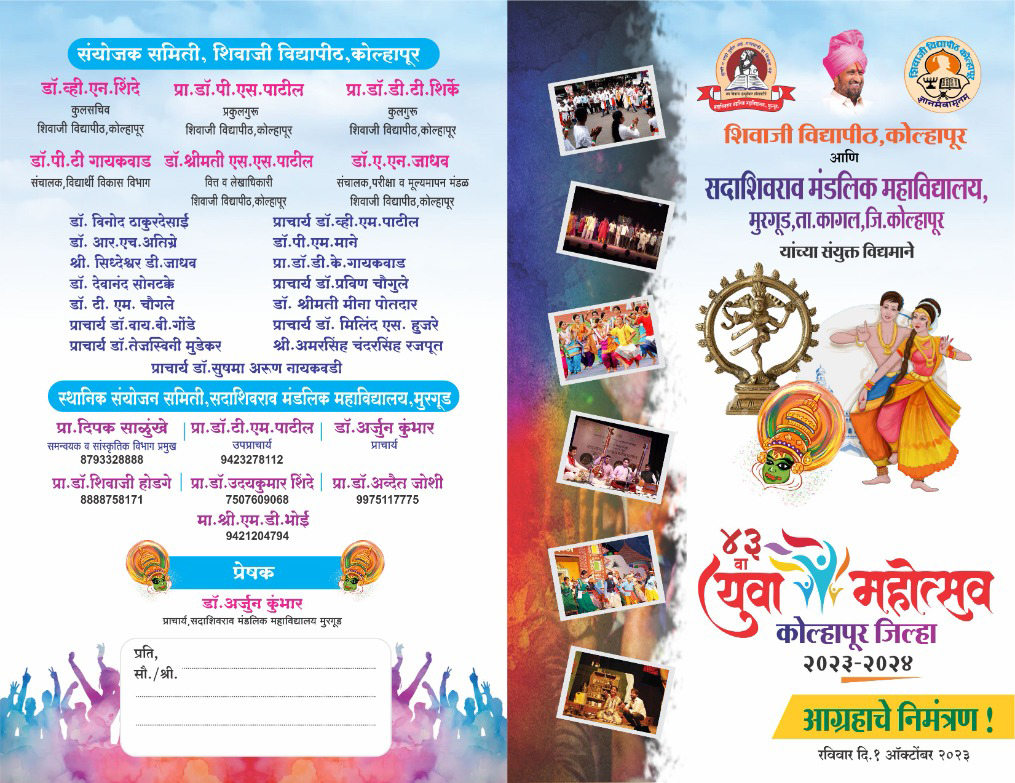 संयोजक समिती, शिवाजी विद्यापीठ,कोल्हापूर
डॉ.व्ही.एन.शिंदे
कुलसचिव
शिवाजी विद्यापीठ,कोल्हापूर
प्रा.डॉ.पी.एस.पाटील
प्रकुलगुरू
शिवाजी विद्यापीठ,कोल्हापूर
प्रा.डॉ.डी.टी.शिर्के
कुलगुरू
शिवाजी विद्यापीठ,कोल्हापूर
डॉ.पी.टी गायकवाड
संचालक,विद्यार्थी विकास विभाग
डॉ.श्रीमती एस.एस.पाटील
वित्त व लेखाधिकारी
शिवाजी विद्यापीठ,कोल्हापूर
डॉ.ए.एन.जाधव
संचालक,परीक्षा व मूल्यमापन मंडळ
शिवाजी विद्यापीठ,कोल्हापूर
डॉ. विनोद ठाकुरदेसाई
डॉ. आर.एच.अतिग्रे
श्री. सिध्देश्वर डी.जाधव
डॉ. देवानंद सोनटक्के
डॉ. टी. एम. चौगले
प्राचार्य डॉ.वाय.बी.गोंडे
प्राचार्य डॉ.तेजस्विनी मुडेकर
प्राचार्य डॉ.व्ही.एम.पाटील
डॉ.पी.एम.माने
प्रा.डॉ.डी.के.गायकवाड
प्राचार्य डॉ.प्रविण चौगुले
डॉ. श्रीमती मीना पोतदार
प्राचार्य डॉ. मिलिंद एस. हुजरे
श्री.अमरसिंह चंदरसिंह रजपूत
प्राचार्य डॉ.सुषमा अरूण नायकवडी
स्थानिक संयोजन समिती,सदाशिवराव मंडलिक महाविद्यालय,मुरगूड
प्रा.दिपक साळुंखे
समन्वयक व सांस्कृतिक विभाग प्रमुख
8793328888
प्रा.डॉ.टी.एम.पाटील
उपप्राचार्य
9423278112
डॉ.अर्जुन कुंभार
प्राचार्य
प्रा.डॉ.शिवाजी होडगे
8888758171
प्रा.डॉ.उदयकुमार शिंदे
7507609068
प्रा.डॉ.अव्दैत जोशी
9975117775
मा.श्री.एम.डी.भोई
9421204794
प्रेषक
डॉ.अर्जुन कुंभार
प्राचार्य,सदाशिवराव मंडलिक महाविद्यालय मुरगूड
प्रति,
सौ./श्री.
शिवाजी विद्यापीठ कोल्हापूर
ज्ञानमेवामृतम्
शिवाजी विद्यापीठ,कोल्हापूर
आणि
सदाशिवराव मंडलिक महाविद्यालय,
मुरगूड,ता.कागल,जि.कोल्हापूर
यांच्या संयुक्त विद्यमाने
४३
वा
युवा महोत्सव
कोल्हापूर जिल्हा
२०२३-२०२४
आग्रहाचे निमंत्रण !
रविवार दि.१ ऑक्टोंबर २०२३